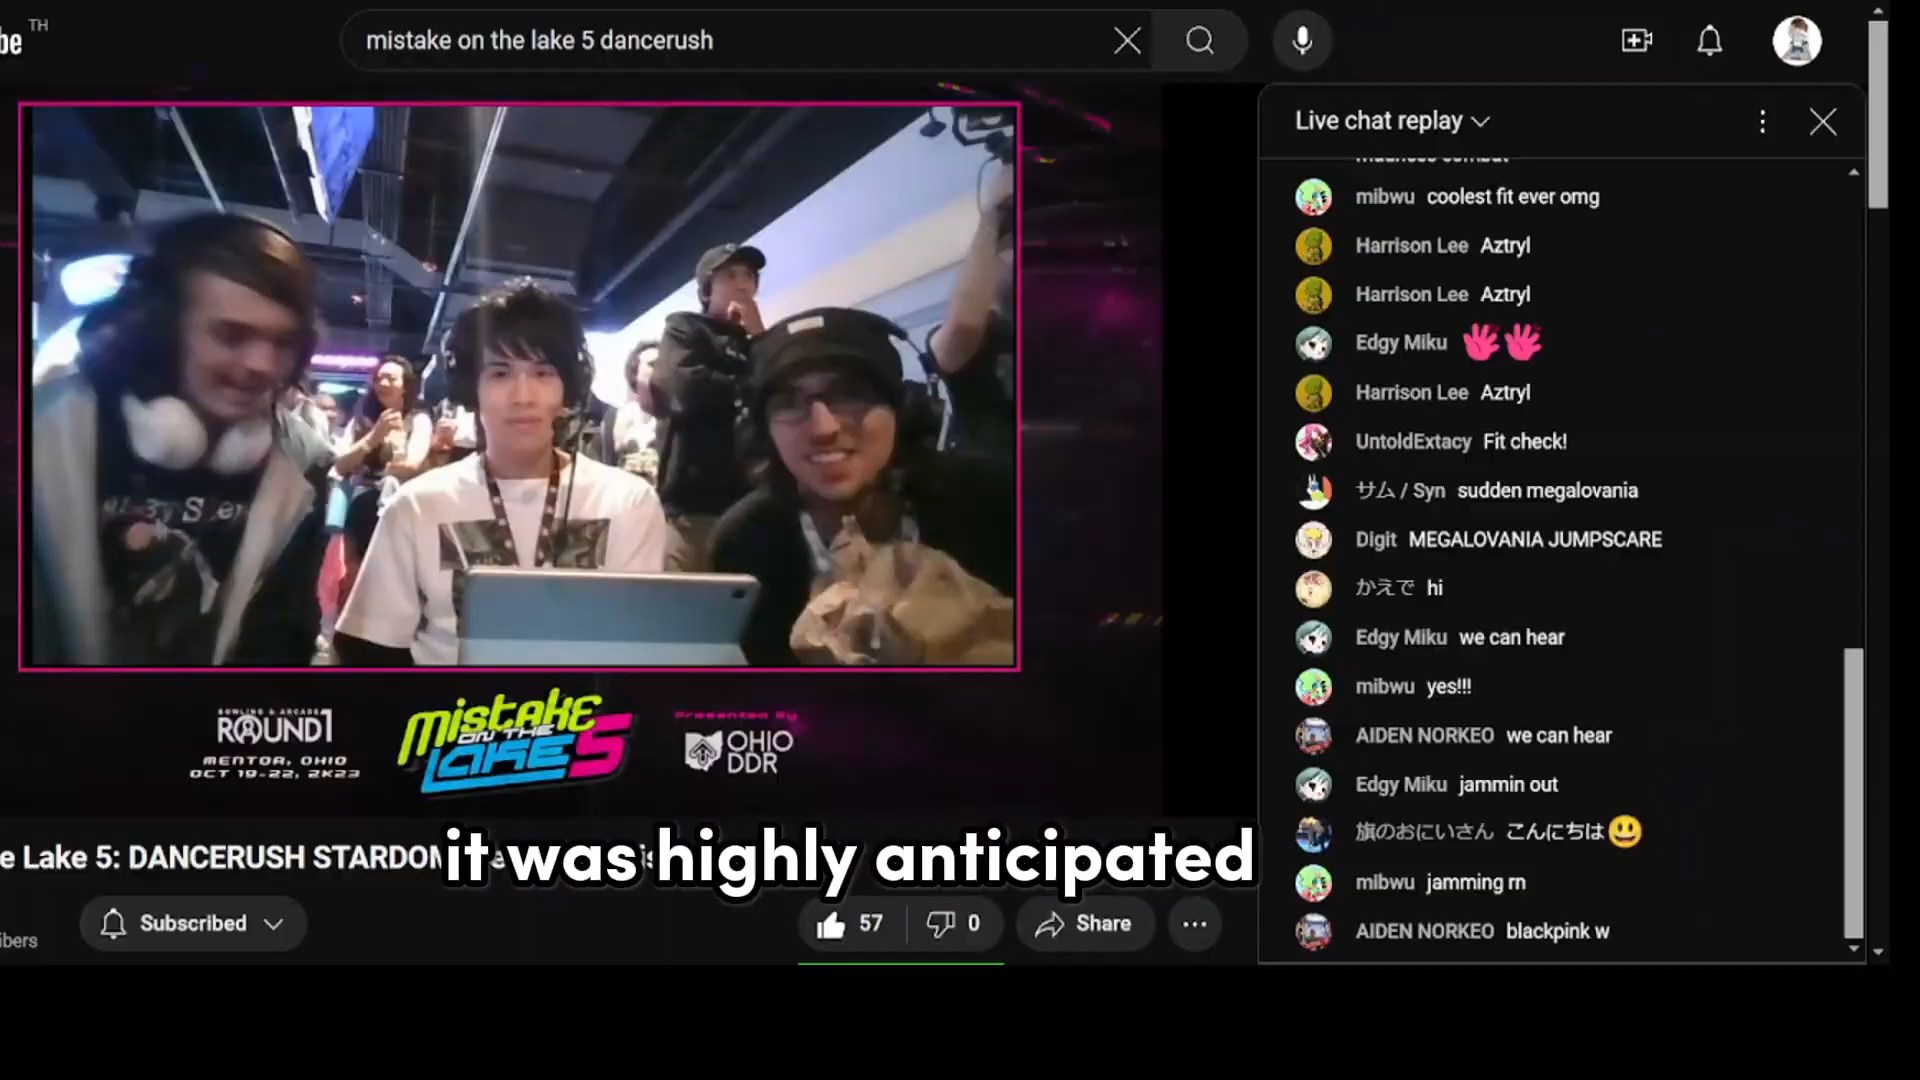 be TH
mistake on the lake 5 dancerush
Live chat replay
mibwu coolest fit ever omg
Harrison Lee Aztryl
Harrison Lee Aztryl
Edgy Miku
Harrison Lee Aztryl
UntoldExtacy Fit check!
サム / Syn sudden megalovania
Digit MEGALOVANIA JUMPSCARE
かえで hi
Edgy Miku we can hear
mibwu yes!!!
AIDEN NORKEO we can hear
Edgy Miku jammin out
旗のおにいさん こんにちは😃
mibwu jamming rn
AIDEN NORKEO blackpink w
BOWLING & ARCADE
ROUND1
MENTOR, OHIO
OCT 19-22, 2K23
mistake
ON THE
LAKE 5
Presented By
OHIO
DDR
e Lake 5: DANCERUSH STARDOM
it was highly anticipated
Subscribed
57
0
Share
ibers